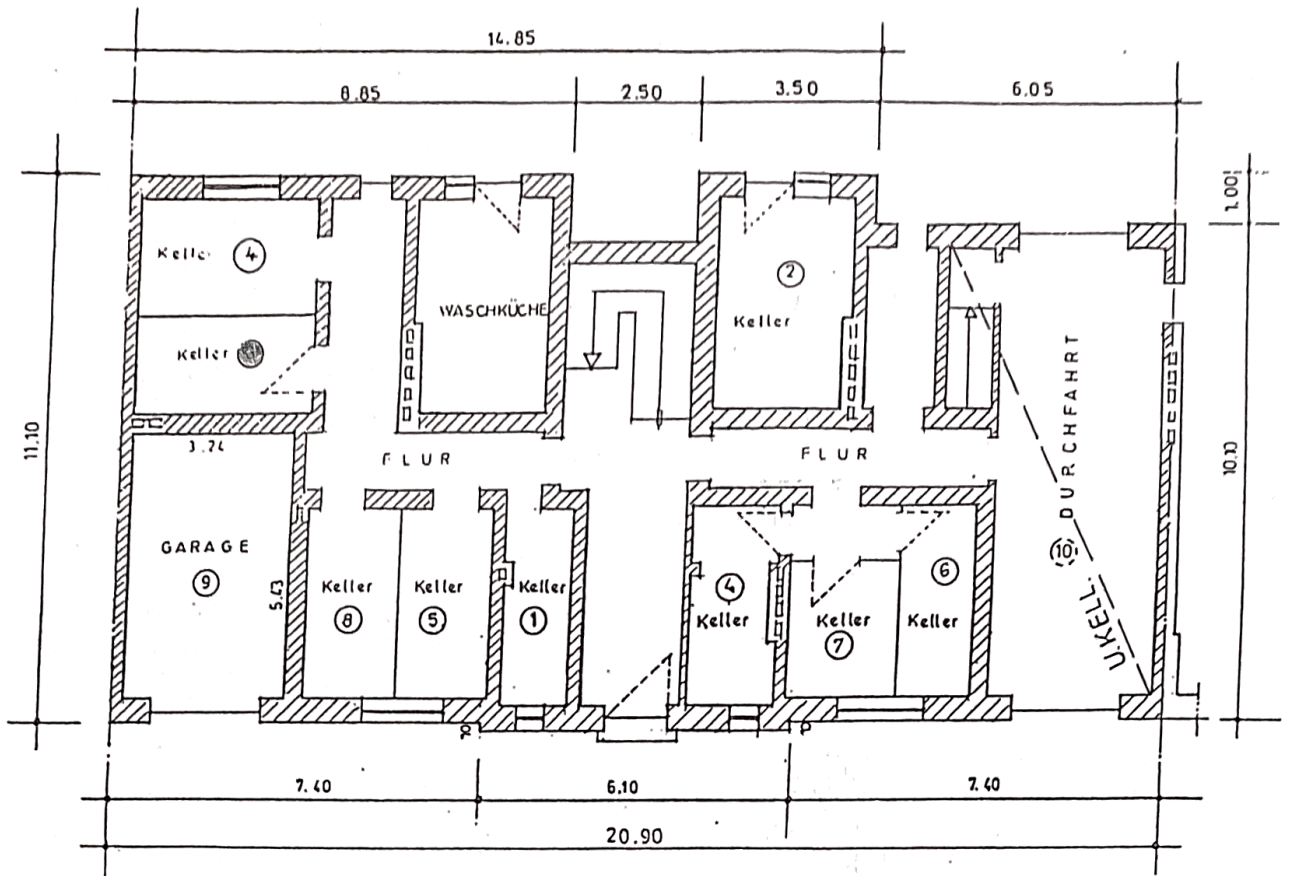 14.85
8.85
2,50
3.50
6.05
1.00
11.10
10.10
Keller 4
Keller
WASCHKÜCHE
2
Keller
3.24
FLUR
FLUR
DURCHFAHRT
10
U.KELL.
GARAGE
9
5.43
Keller
8
Keller
5
Keller
1
4
Keller
Keller
7
6
Keller
7.40
6.10
7.40
20.90